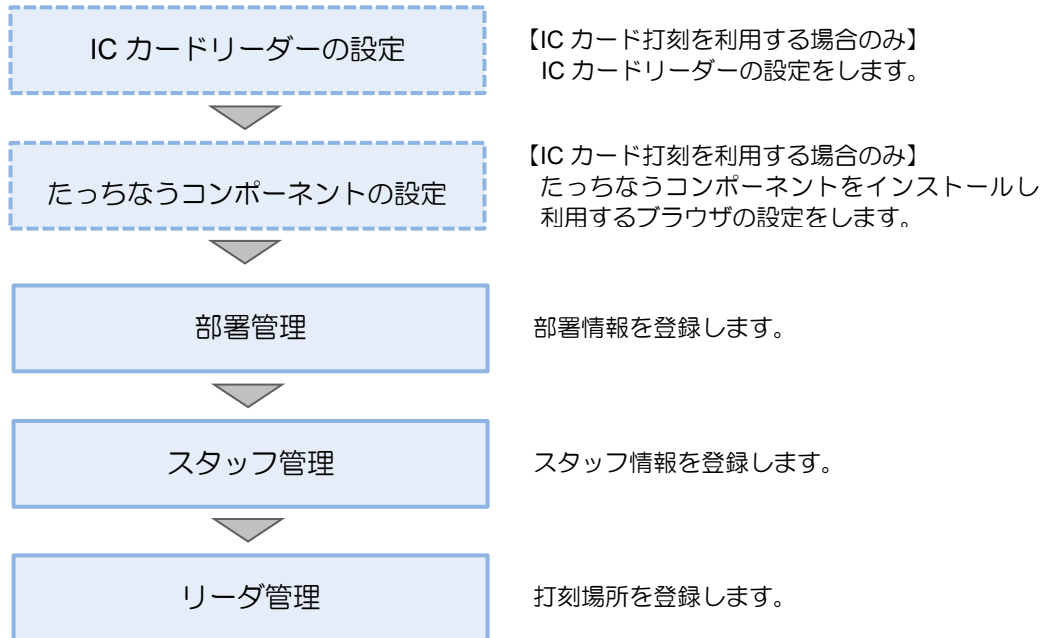 IC カードリーダーの設定
【IC カード打刻を利用する場合のみ】
IC カードリーダーの設定をします。
たっちなうコンポーネントの設定
【IC カード打刻を利用する場合のみ】
たっちなうコンポーネントをインストールし
利用するブラウザの設定をします。
部署管理
部署情報を登録します。
スタッフ管理
スタッフ情報を登録します。
リーダ管理
打刻場所を登録します。